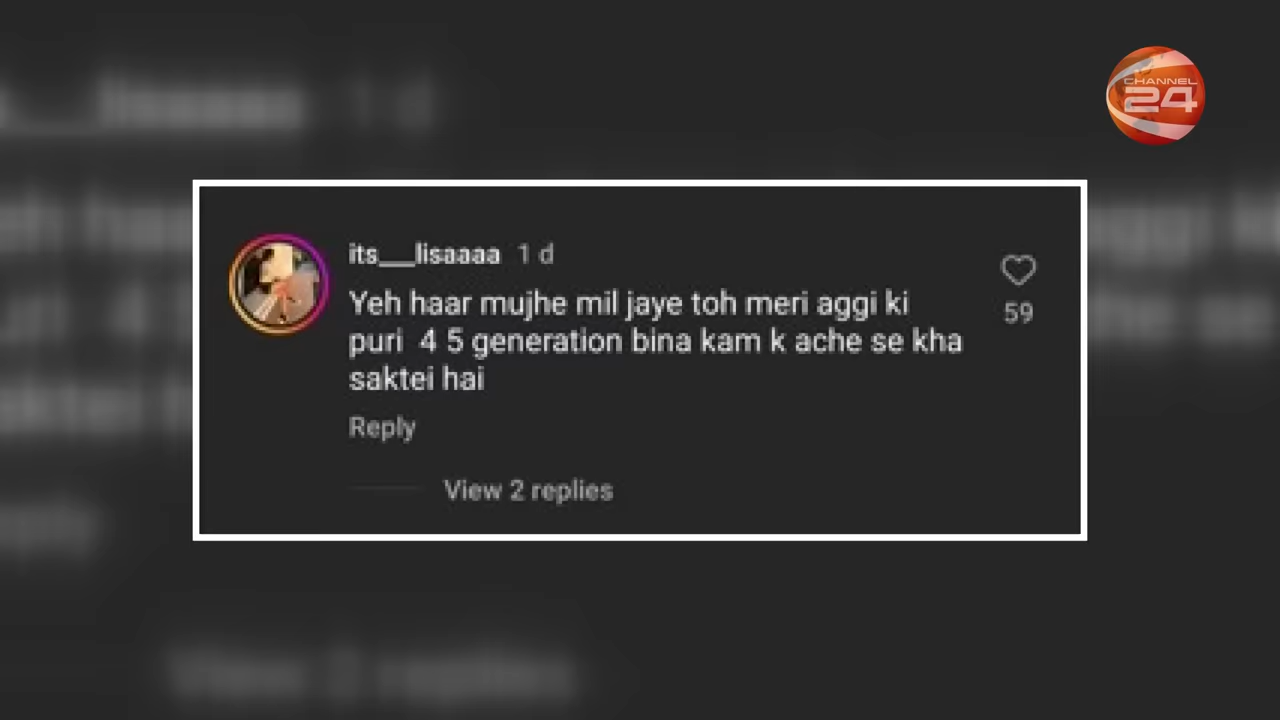 CHANNEL
24
its___lisaaaa 1 d
Yeh haar mujhe mil jaye toh meri aggi ki
puri 4 5 generation bina kam k ache se kha
saktei hai
59
Reply
View 2 replies